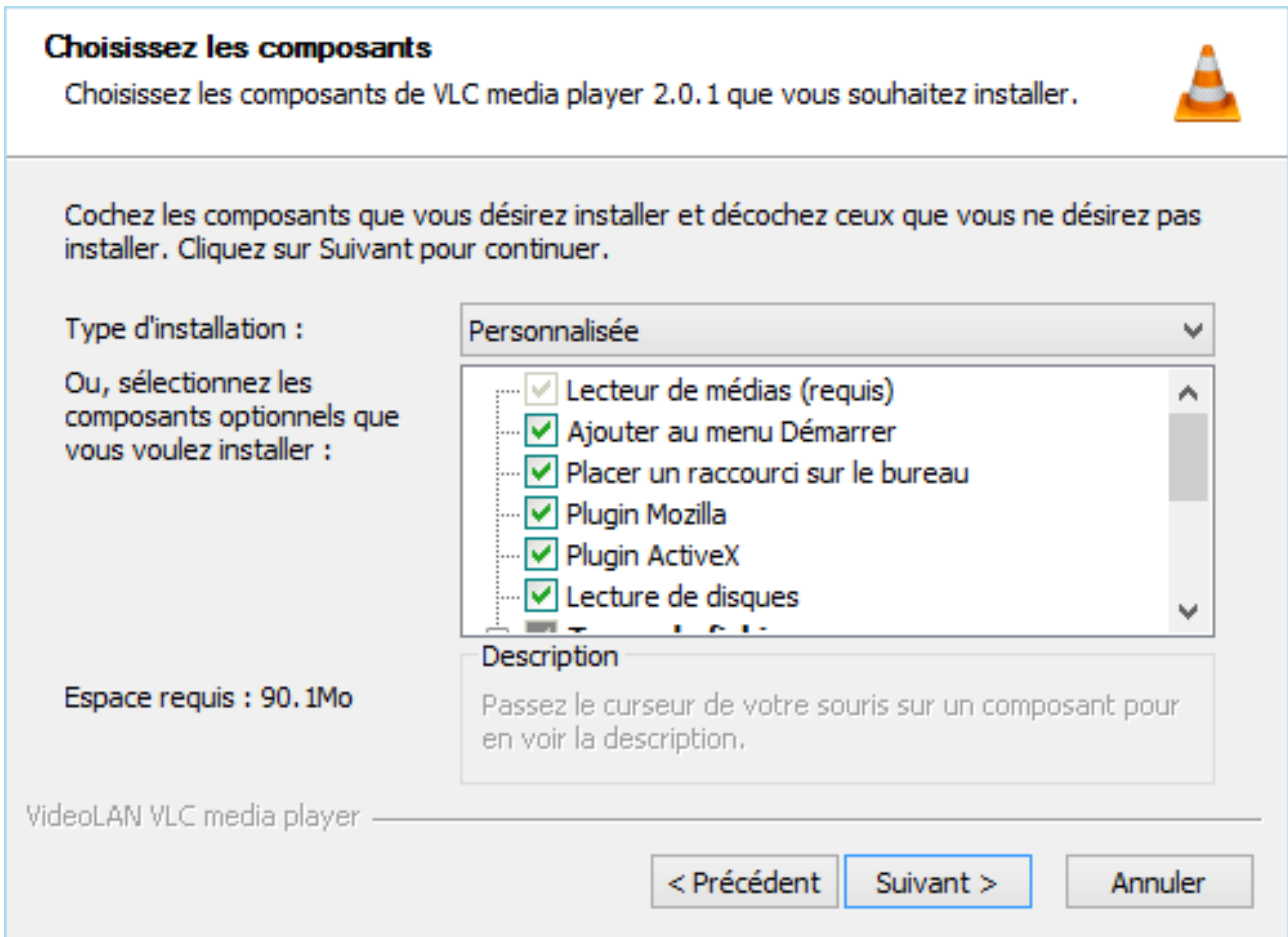 Choisissez les composants
Choisissez les composants de VLC media player 2.0.1 que vous souhaitez installer.
Cochez les composants que vous désirez installer et décochez ceux que vous ne désirez pas
installer. Cliquez sur Suivant pour continuer.
Type d'installation :
Personnalisée
Ou, sélectionnez les
composants optionnels que
vous voulez installer :
Lecteur de médias (requis)
Ajouter au menu Démarrer
Placer un raccourci sur le bureau
Plugin Mozilla
Plugin ActiveX
Lecture de disques
Espace requis : 90.1Mo
Description
Passez le curseur de votre souris sur un composant pour
en voir la description.
VideoLAN VLC media player
< Précédent
Suivant >
Annuler